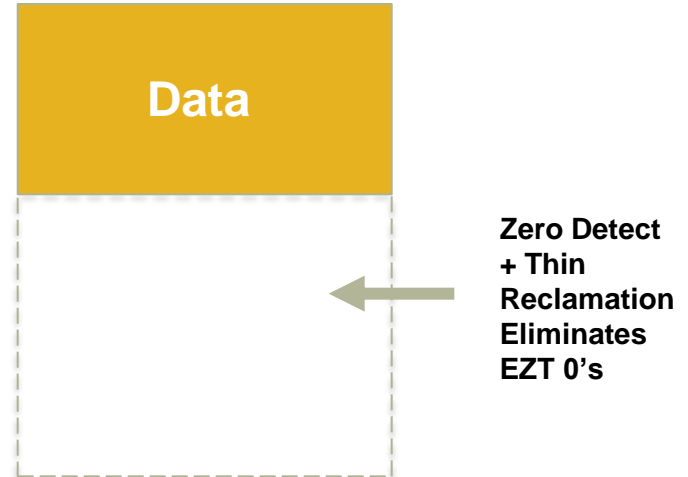 Data
Zero Detect
+ Thin
Reclamation
Eliminates
EZT 0’s